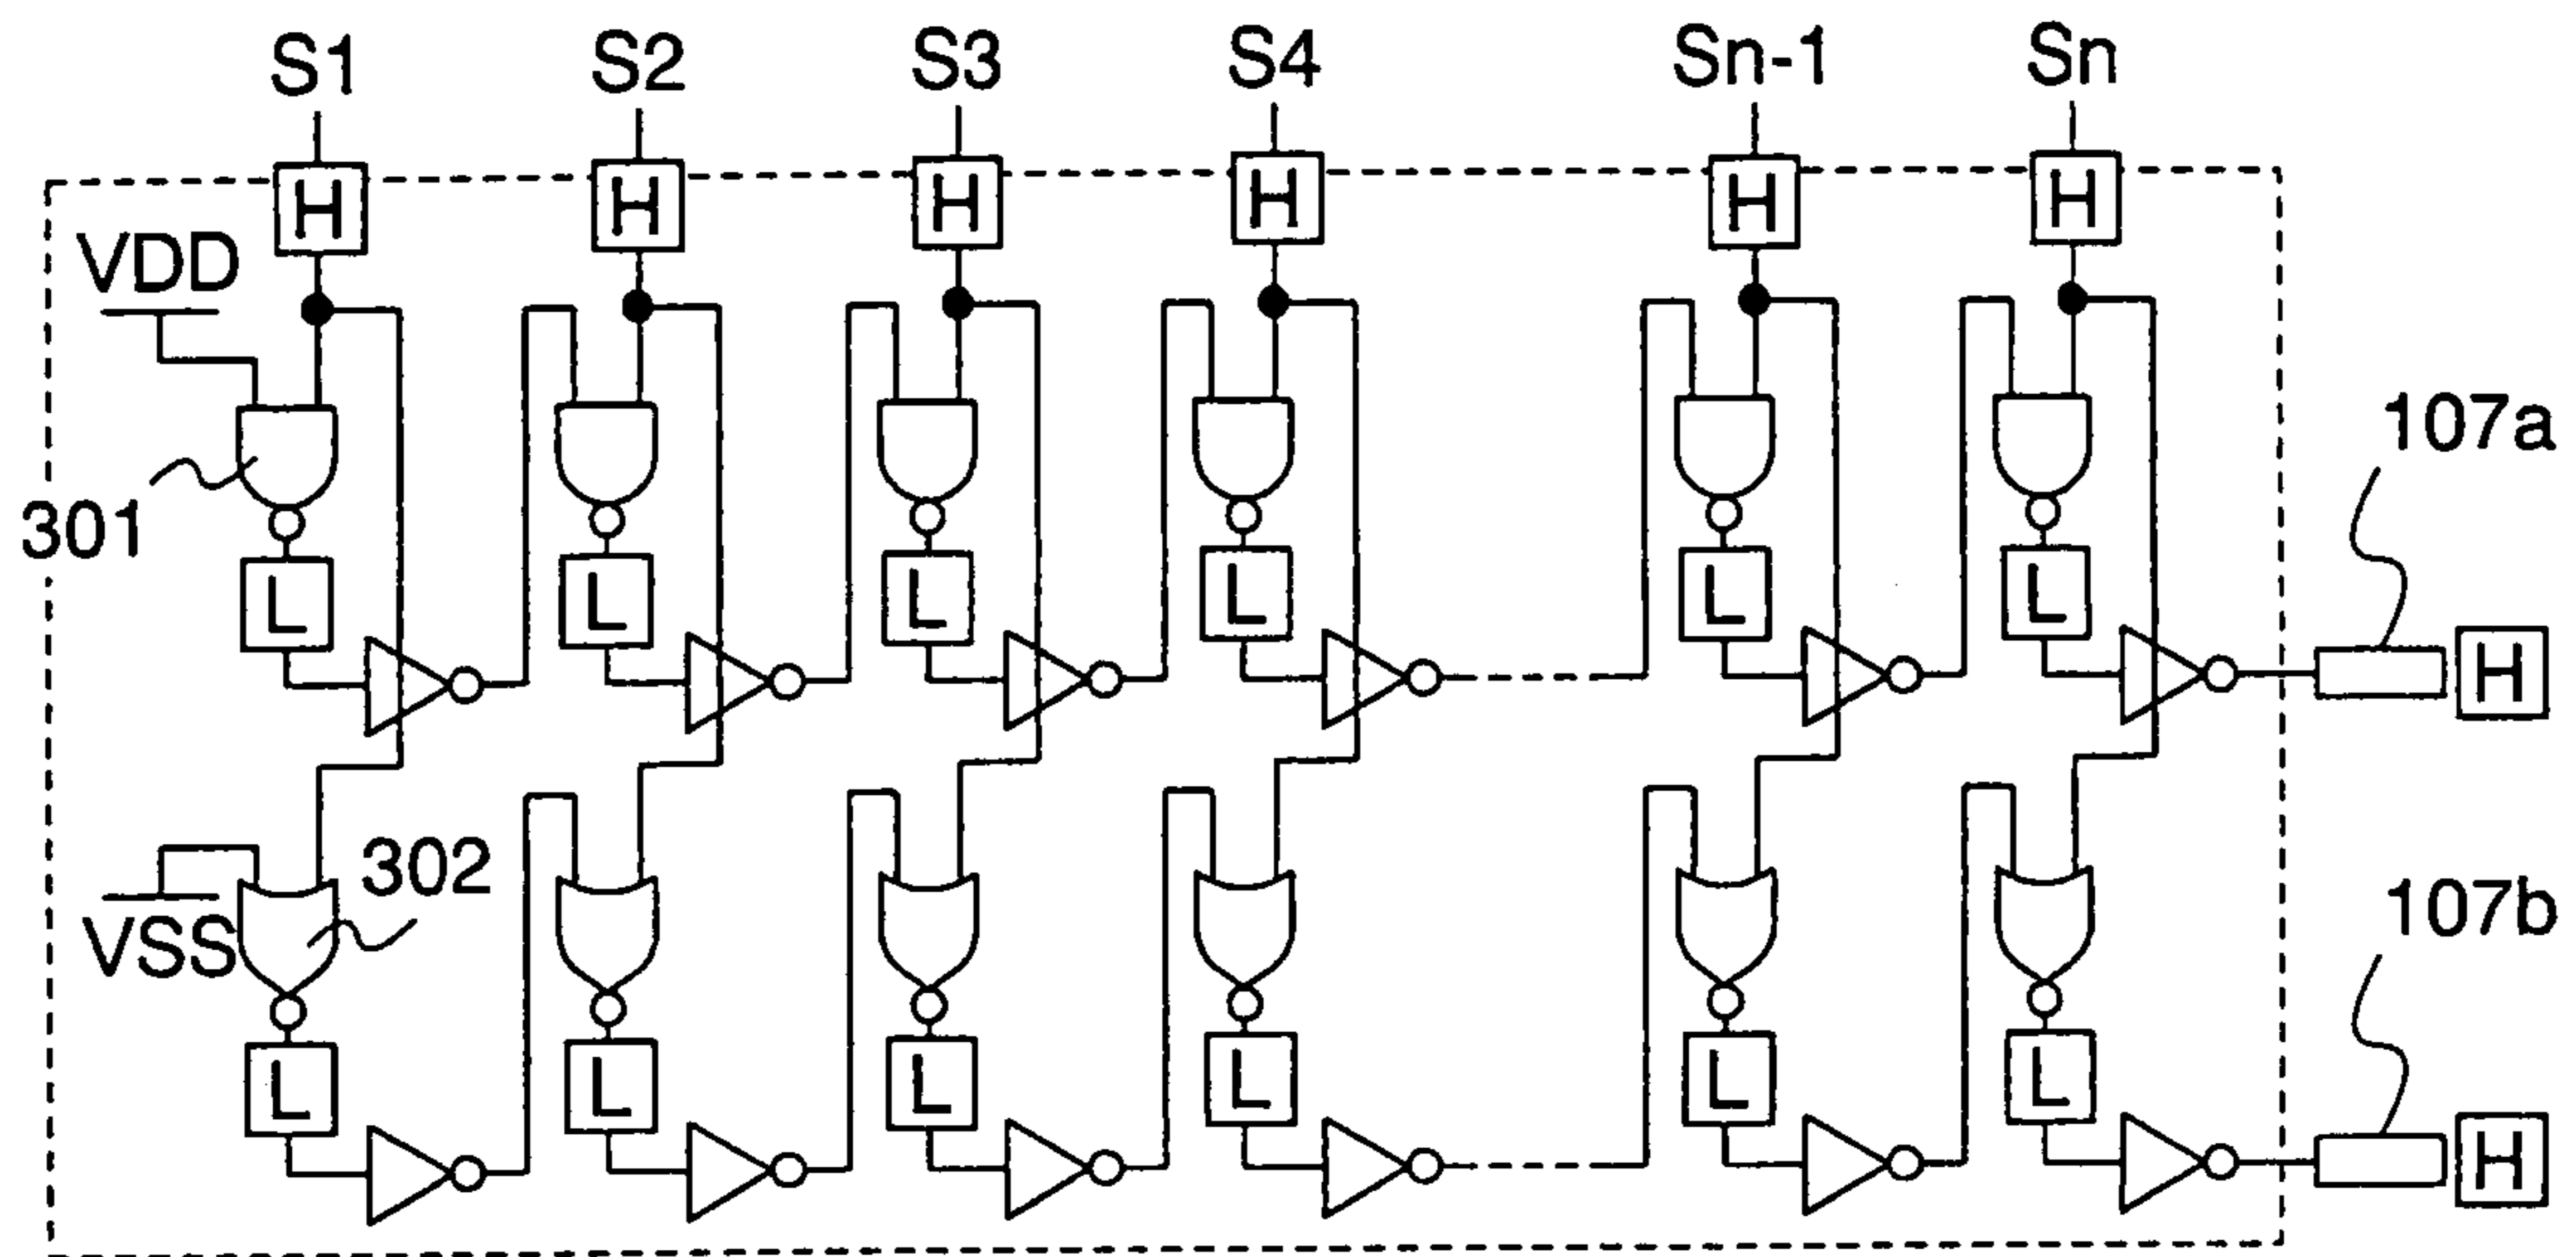 S1 S2 S3 S4 Sn-1 Sn
H H H H H H
VDD
107a
301
L L L L L L
H
302
VSS
107b
L L L L L L
H